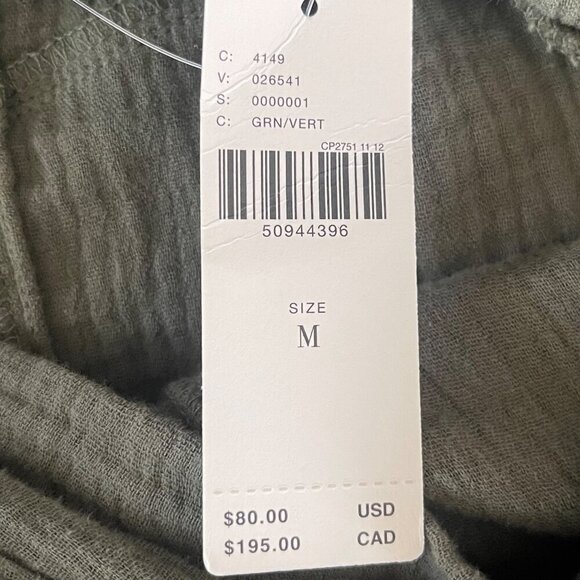 C: 4149
V: 026541
S: 0000001
C: GRN/VERT
CP2751 11 12
50944396
SIZE
M
$80.00 USD
$195.00 CAD